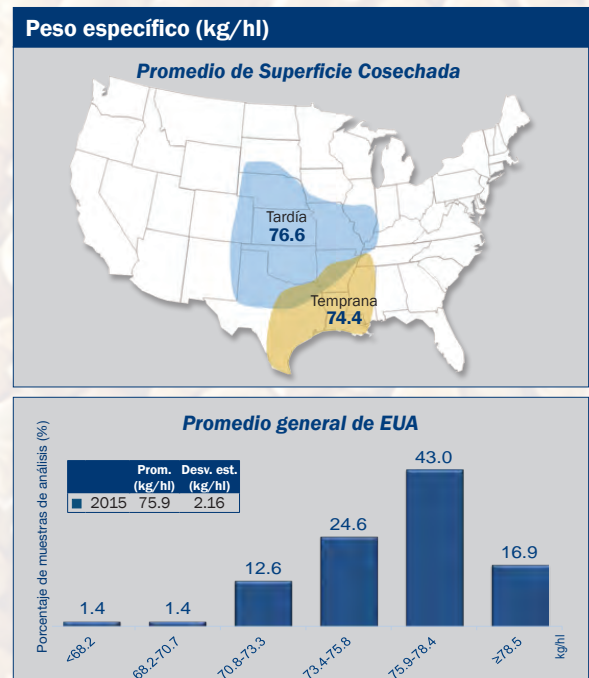 Peso específico (kg/hl)
Promedio de Superficie Cosechada
Tardía
76.6
Temprana
74.4
Promedio general de EUA
Porcentaje de muestras de análisis (%)
Prom. Desv. est.
(kg/hl) (kg/hl)
2015 75.9 2.16
1.4 1.4 12.6 24.6 43.0 16.9
<68.2 68.2-70.7 70.8-73.3 73.4-75.8 75.9-78.4 ≥78.5
kg/hl